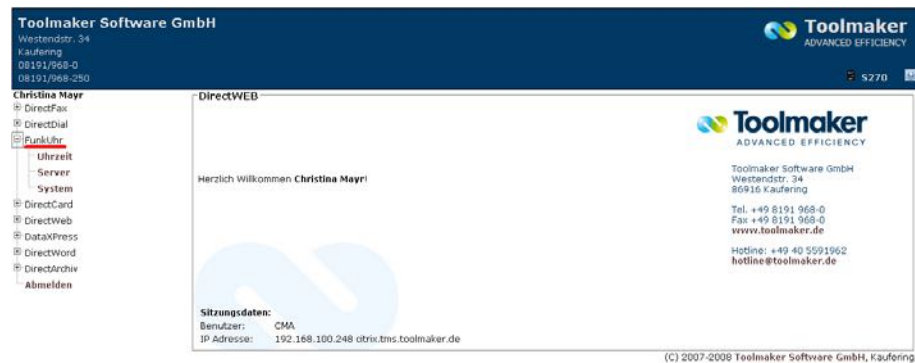 Toolmaker Software GmbH
Westendstr. 34
Kaufering
08191/968-0
08191/968-250
Toolmaker
ADVANCED EFFICIENCY
S270
Christina Mayr
DirectFax
DirectDial
FunkUhr
Uhrzeit
Server
System
DirectCard
DirectWeb
DataXPress
DirectWord
DirectArchiv
Abmelden
DirectWEB
Herzlich Willkommen Christina Mayr!
Toolmaker
ADVANCED EFFICIENCY
Toolmaker Software GmbH
Westendstr. 34
86916 Kaufering
Tel. +49 8191 968-0
Fax +49 8191 968-0
www.toolmaker.de
Hotline: +49 40 5591962
hotline@toolmaker.de
Sitzungsdaten:
Benutzer: CMA
IP Adresse: 192.168.100.248 citrix.tms.toolmaker.de
(C) 2007-2008 Toolmaker Software GmbH, Kaufering